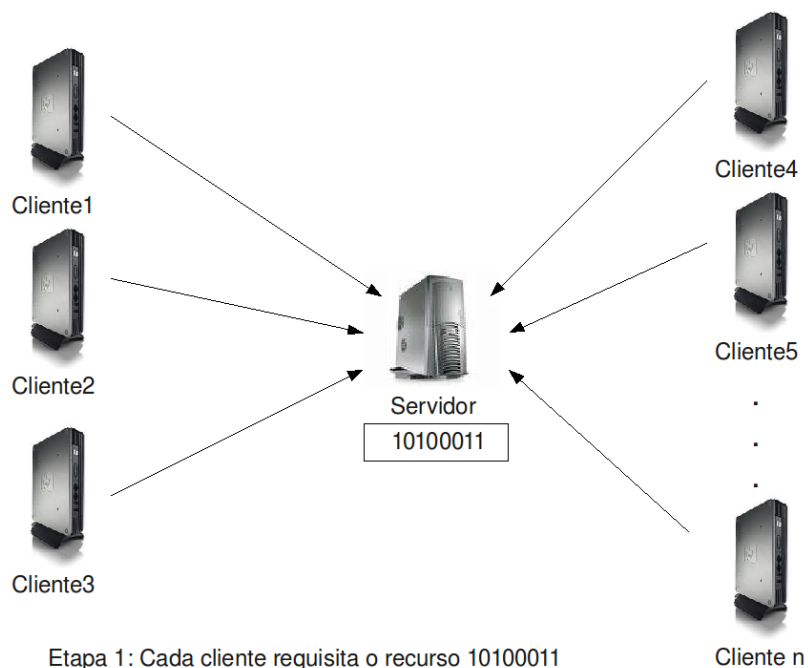 Cliente1
Cliente2
Cliente3
Servidor
10100011
Cliente4
Cliente5
.
.
.
Cliente n
Etapa 1: Cada cliente requisita o recurso 10100011